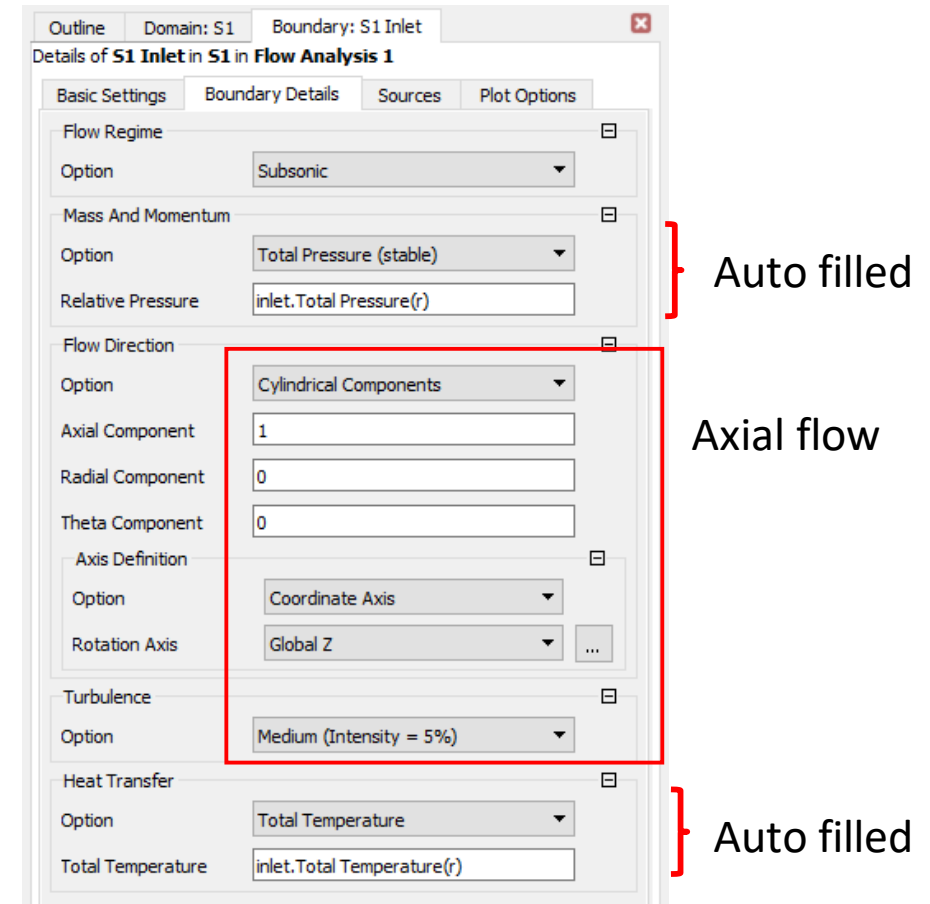 Outline Domain: S1 Boundary: S1 Inlet
Details of S1 Inlet in S1 in Flow Analysis 1
Basic Settings Boundary Details Sources Plot Options
Flow Regime
Option Subsonic
Mass And Momentum
Option Total Pressure (stable)
Auto filled
Relative Pressure inlet.Total Pressure(r)
Flow Direction
Option Cylindrical Components
Axial Component 1
Axial flow
Radial Component 0
Theta Component 0
Axis Definition
Option Coordinate Axis
Rotation Axis Global Z ...
Turbulence
Option Medium (Intensity = 5%)
Heat Transfer
Option Total Temperature
Auto filled
Total Temperature inlet.Total Temperature(r)